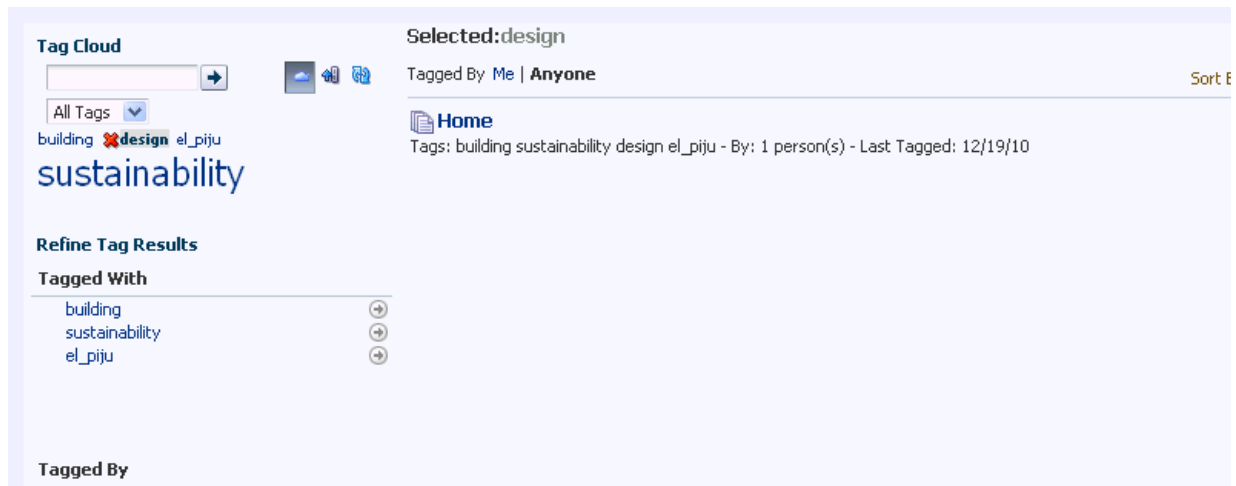 Tag Cloud
All Tags
building design el_piju
sustainability
Refine Tag Results
Tagged With
building
sustainability
el_piju
Tagged By
Selected:design
Tagged By Me | Anyone
Sort
Home
Tags: building sustainability design el_piju - By: 1 person(s) - Last Tagged: 12/19/10